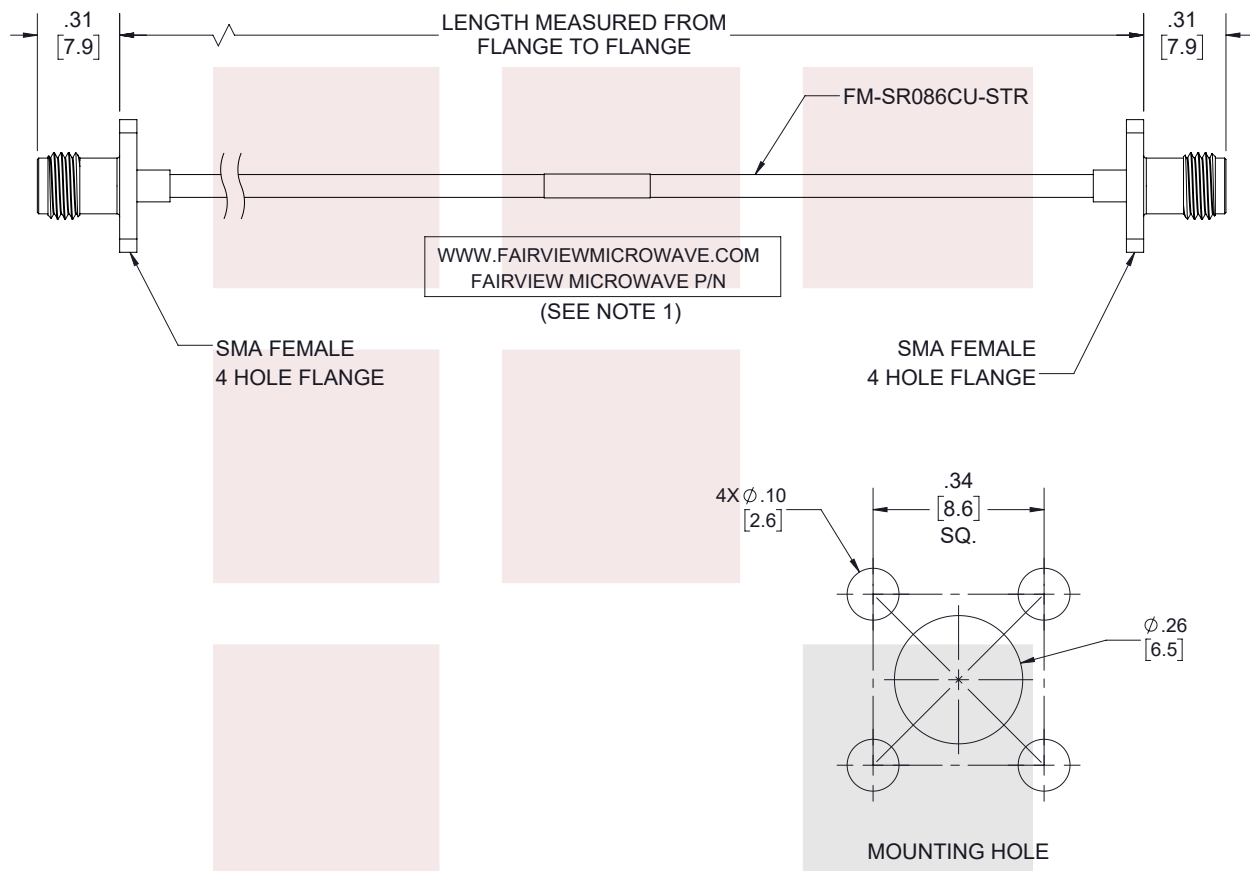 .31
[7.9]
LENGTH MEASURED FROM
FLANGE TO FLANGE
.31
[7.9]
FM-SR086CU-STR
WWW.FAIRVIEWMICROWAVE.COM
FAIRVIEW MICROWAVE P/N
(SEE NOTE 1)
SMA FEMALE
4 HOLE FLANGE
SMA FEMALE
4 HOLE FLANGE
4X Ø.10
[2.6]
.34
[8.6]
SQ.
Ø.26
[6.5]
MOUNTING HOLE